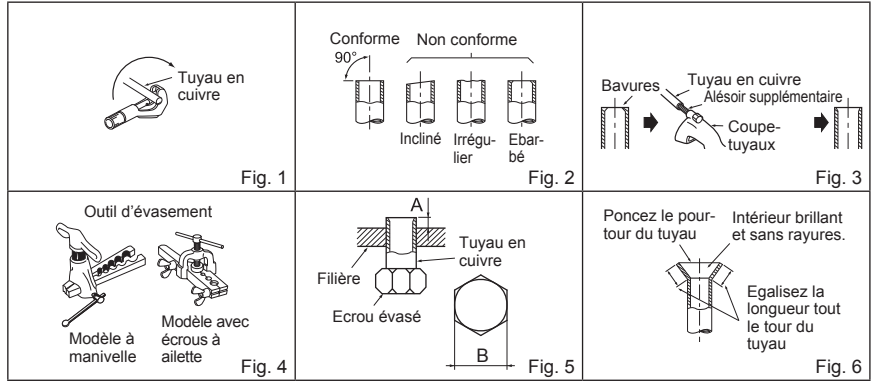 Tuyau en
cuivre
Fig. 1
Conforme
Non conforme
90°
Incliné
Irrégu-
lier
Ebar-
bé
Fig. 2
Bavures
Tuyau en cuivre
Alésoir supplémentaire
Coupe-
tuyaux
Fig. 3
Outil d'évasement
Modèle à
manivelle
Modèle avec
écrous à
ailette
Fig. 4
A
Tuyau en
cuivre
Filière
Ecrou évasé
B
Fig. 5
Poncez le pour-
tour du tuyau
Intérieur brillant
et sans rayures.
Egalisez la
longueur tout
le tour du
tuyau
Fig. 6